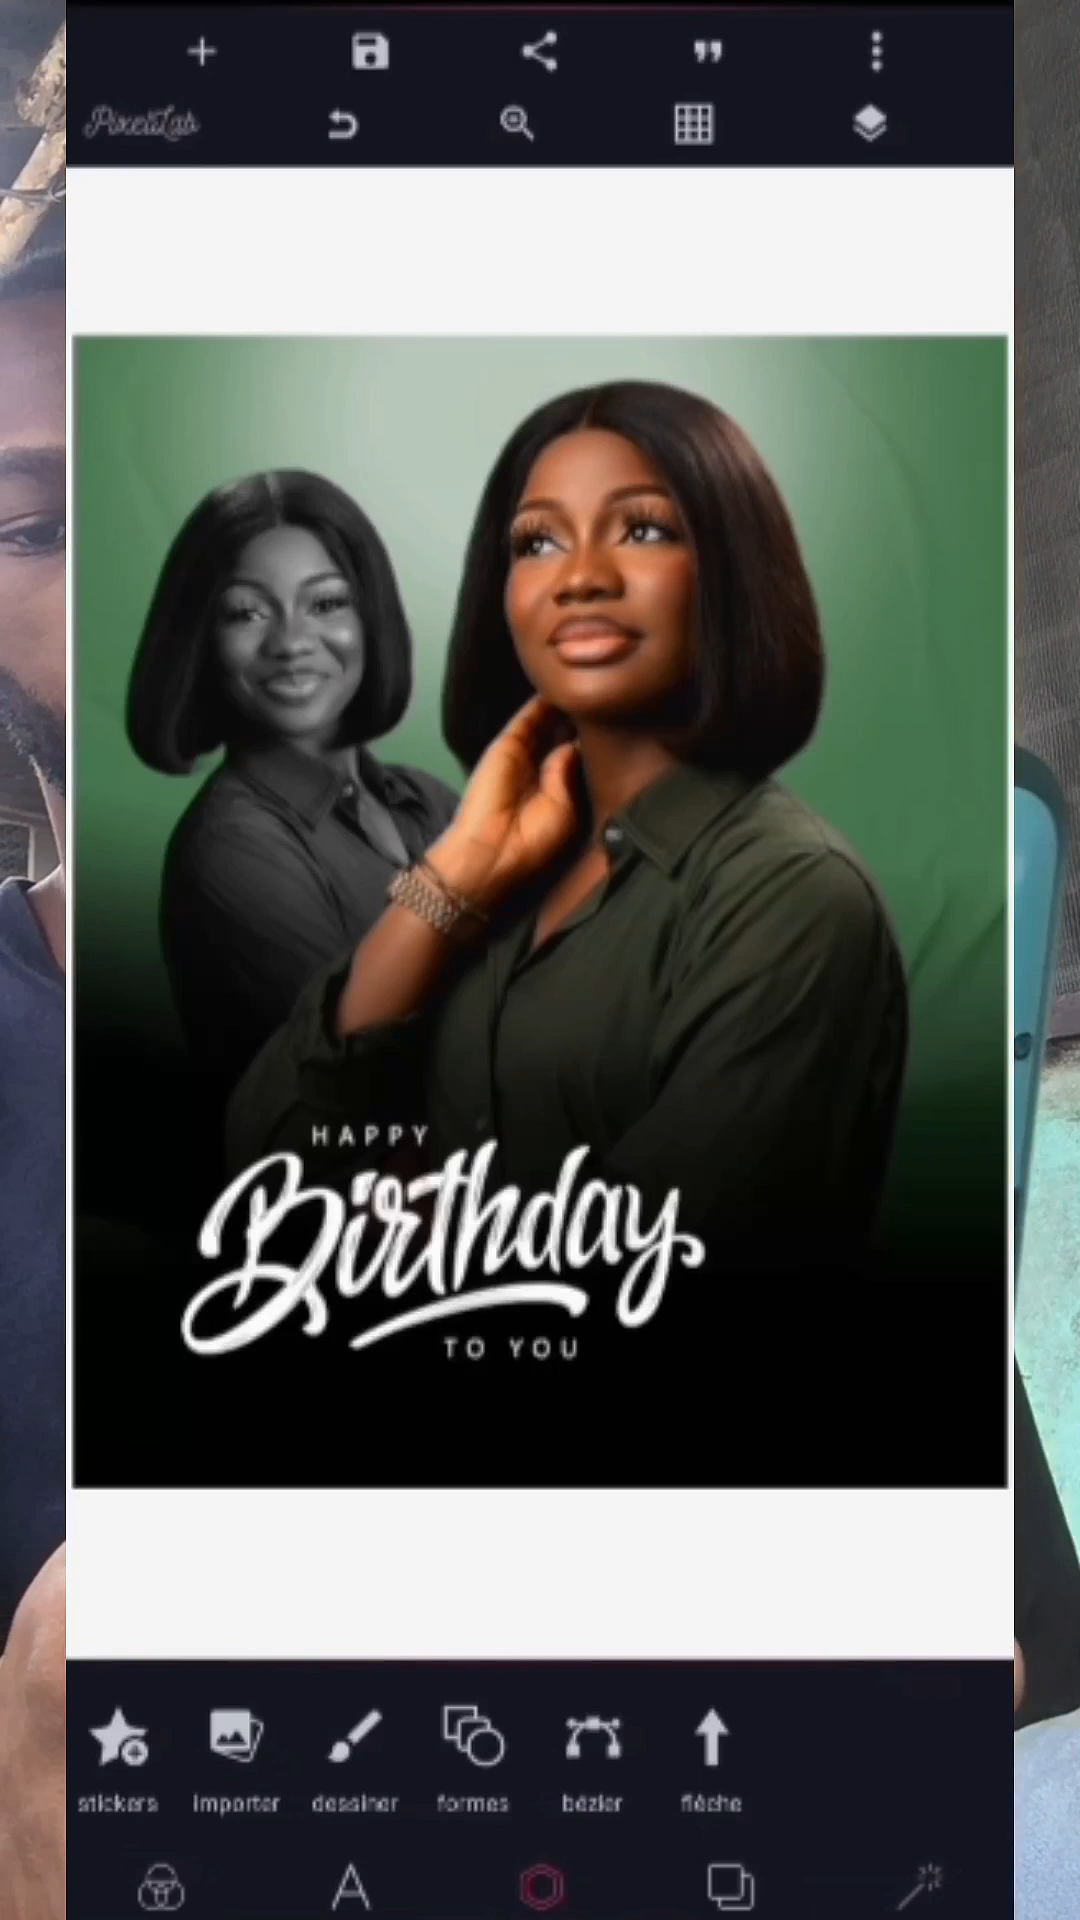 PixelLab
HAPPY
Birthday
TO YOU
stickers importer dessiner formes bézier flèche